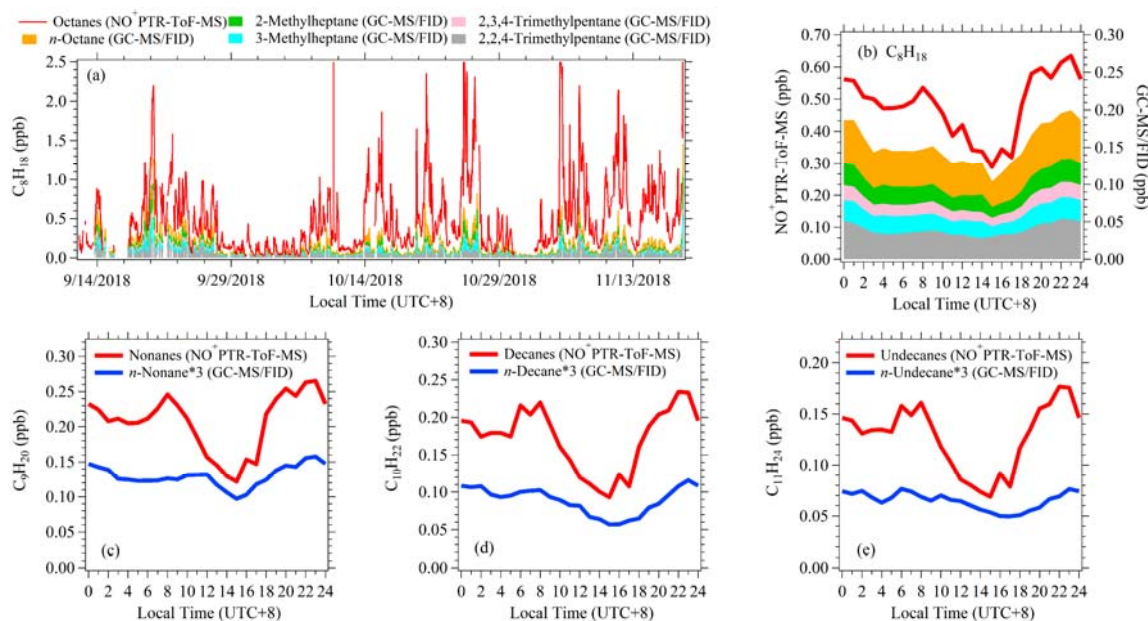 Octanes (NO⁺PTR-ToF-MS)
2-Methylheptane (GC-MS/FID)
2,3,4-Trimethylpentane (GC-MS/FID)
n-Octane (GC-MS/FID)
3-Methylheptane (GC-MS/FID)
2,2,4-Trimethylpentane (GC-MS/FID)
(a)
C₈H₁₈ (ppb)
2.5
2.0
1.5
1.0
0.5
0.0
9/14/2018 9/29/2018 10/14/2018 10/29/2018 11/13/2018
Local Time (UTC+8)
(b) C₈H₁₈
NO⁺PTR-ToF-MS (ppb)
0.70
0.60
0.50
0.40
0.30
0.20
0.10
0.00
GC-MS/FID (ppb)
0.30
0.25
0.20
0.15
0.10
0.05
0.00
0 2 4 6 8 10 12 14 16 18 20 22 24
Local Time (UTC+8)
Nonanes (NO⁺PTR-ToF-MS)
n-Nonane*3 (GC-MS/FID)
C₉H₂₀ (ppb)
0.30
0.25
0.20
0.15
0.10
0.05
0.00
(c)
0 2 4 6 8 10 12 14 16 18 20 22 24
Local Time (UTC+8)
Decanes (NO⁺PTR-ToF-MS)
n-Decane*3 (GC-MS/FID)
C₁₀H₂₂ (ppb)
0.30
0.25
0.20
0.15
0.10
0.05
0.00
(d)
0 2 4 6 8 10 12 14 16 18 20 22 24
Local Time (UTC+8)
Undecanes (NO⁺PTR-ToF-MS)
n-Undecane*3 (GC-MS/FID)
C₁₁H₂₄ (ppb)
0.20
0.15
0.10
0.05
0.00
(e)
0 2 4 6 8 10 12 14 16 18 20 22 24
Local Time (UTC+8)